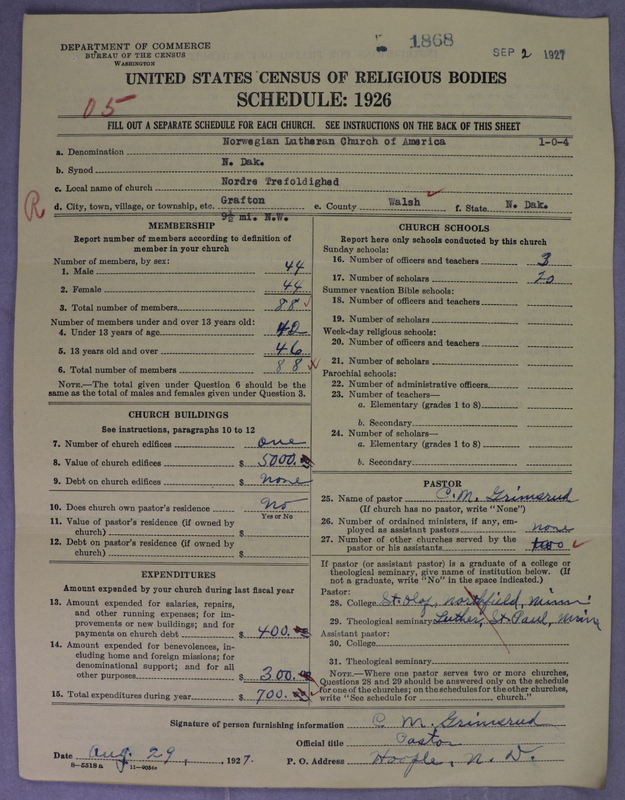 1868
SEP 2 1927
DEPARTMENT OF COMMERCE
BUREAU OF THE CENSUS
WASHINGTON
UNITED STATES CENSUS OF RELIGIOUS BODIES
SCHEDULE: 1926
05
FILL OUT A SEPARATE SCHEDULE FOR EACH CHURCH. SEE INSTRUCTIONS ON THE BACK OF THIS SHEET
a. Denomination Norwegian Lutheran Church of America 1-0-4
b. Synod N. Dak.
c. Local name of church Nordre Trefoldighed
R
d. City, town, village, or township, etc. Grafton e. County Walsh f. State N. Dak.
9½ mi. N.W.
MEMBERSHIP
Report number of members according to definition of
member in your church
Number of members, by sex:
1. Male 44
2. Female 44
3. Total number of members 88
Number of members under and over 13 years old:
4. Under 13 years of age 42
5. 13 years old and over 46
6. Total number of members 88
NOTE.—The total given under Question 6 should be the
same as the total of males and females given under Question 3.
CHURCH BUILDINGS
See instructions, paragraphs 10 to 12
7. Number of church edifices one
8. Value of church edifices $ 5000.
9. Debt on church edifices $ none
10. Does church own pastor's residence No
Yes or No
11. Value of pastor's residence (if owned by
church) $
12. Debt on pastor's residence (if owned by
church) $
EXPENDITURES
Amount expended by your church during last fiscal year
13. Amount expended for salaries, repairs,
and other running expenses; for im-
provements or new buildings; and for
payments on church debt $ 400.
14. Amount expended for benevolences, in-
cluding home and foreign missions; for
denominational support; and for all
other purposes $ 300.
15. Total expenditures during year $ 700.
CHURCH SCHOOLS
Report here only schools conducted by this church
Sunday schools:
16. Number of officers and teachers 3
17. Number of scholars 20
Summer vacation Bible schools:
18. Number of officers and teachers
19. Number of scholars
Week-day religious schools:
20. Number of officers and teachers
21. Number of scholars
Parochial schools:
22. Number of administrative officers
23. Number of teachers—
a. Elementary (grades 1 to 8)
b. Secondary
24. Number of scholars—
a. Elementary (grades 1 to 8)
b. Secondary
PASTOR
25. Name of pastor C. M. Grimsrud
(If church has no pastor, write "None")
26. Number of ordained ministers, if any, em-
ployed as assistant pastors none
27. Number of other churches served by the
pastor or his assistants two
If pastor (or assistant pastor) is a graduate of a college or
theological seminary, give name of institution below. (If
not a graduate, write "No" in the space indicated.)
Pastor:
28. College St. Olaf, Northfield, Minn.
29. Theological seminary Luther, St. Paul, Minn
Assistant pastor:
30. College
31. Theological seminary
NOTE.—Where one pastor serves two or more churches,
Questions 28 and 29 should be answered only on the schedule
for one of the churches; on the schedules for the other churches,
write "See schedule for church."
Signature of person furnishing information C. M. Grimsrud
Official title Pastor
Date Aug. 29, 1927. P. O. Address Hoople, N. D.
8-5518 a 11-9034a